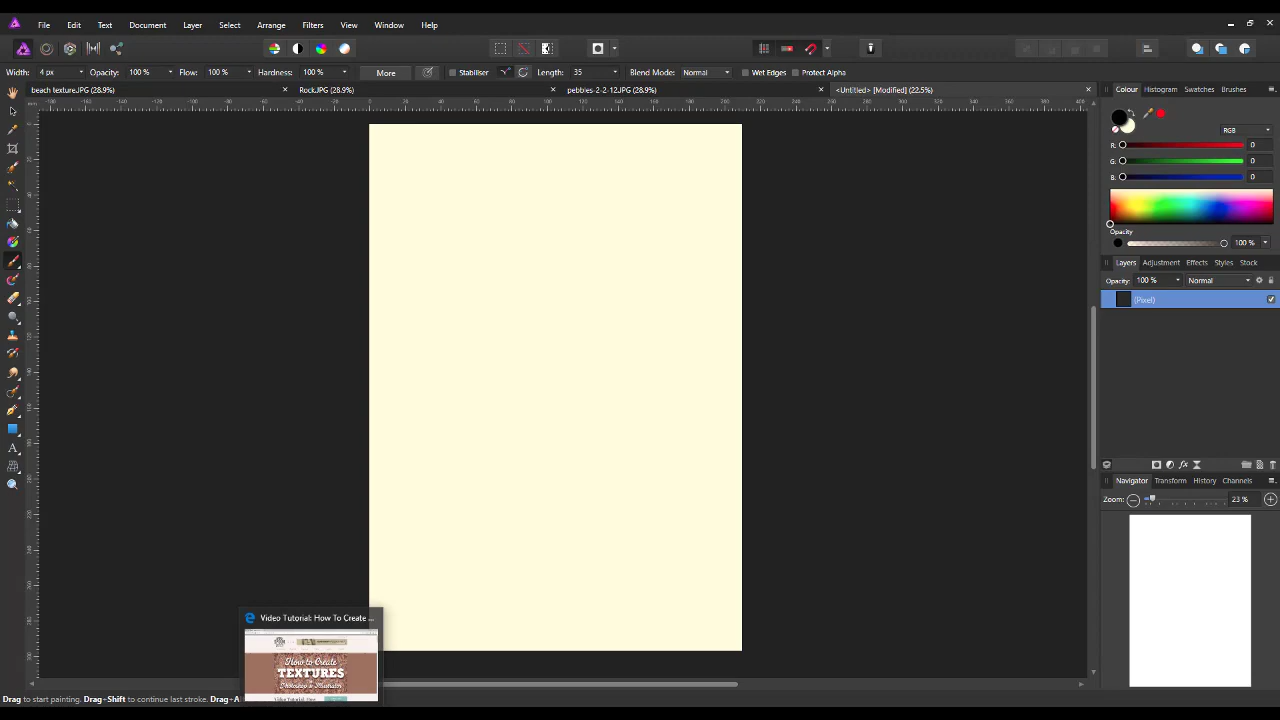 File Edit Text Document Layer Select Arrange Filters View Window Help
Width: 4 px Opacity: 100 % Flow: 100 % Hardness: 100 % More Stabiliser Length: 35 Blend Mode: Normal Wet Edges Protect Alpha
beach texture.JPG (28.9%) Rock.JPG (28.9%) pebbles-2-2-12.JPG (28.9%) <Untitled> [Modified] (22.5%)
Colour Histogram Swatches Brushes
RGB
R: 0
G: 0
B: 0
Opacity
100 %
Layers Adjustment Effects Styles Stock
Opacity: 100 % Normal
(Pixel)
Navigator Transform History Channels
Zoom: 23 %
Video Tutorial: How To Create ...
How to Create
TEXTURES
Photoshop & Illustrator
Drag to start painting. Drag+Shift to continue last stroke. Drag+A